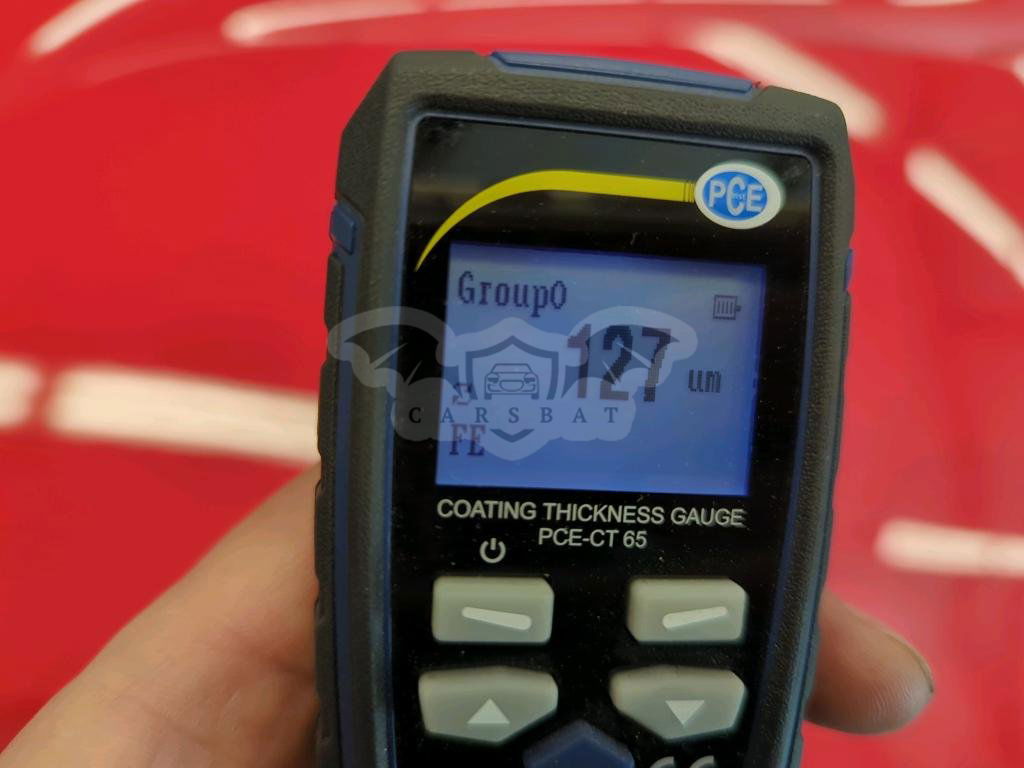 PCE
Group0
127 um
CARSBAT
FE
COATING THICKNESS GAUGE
PCE-CT 65